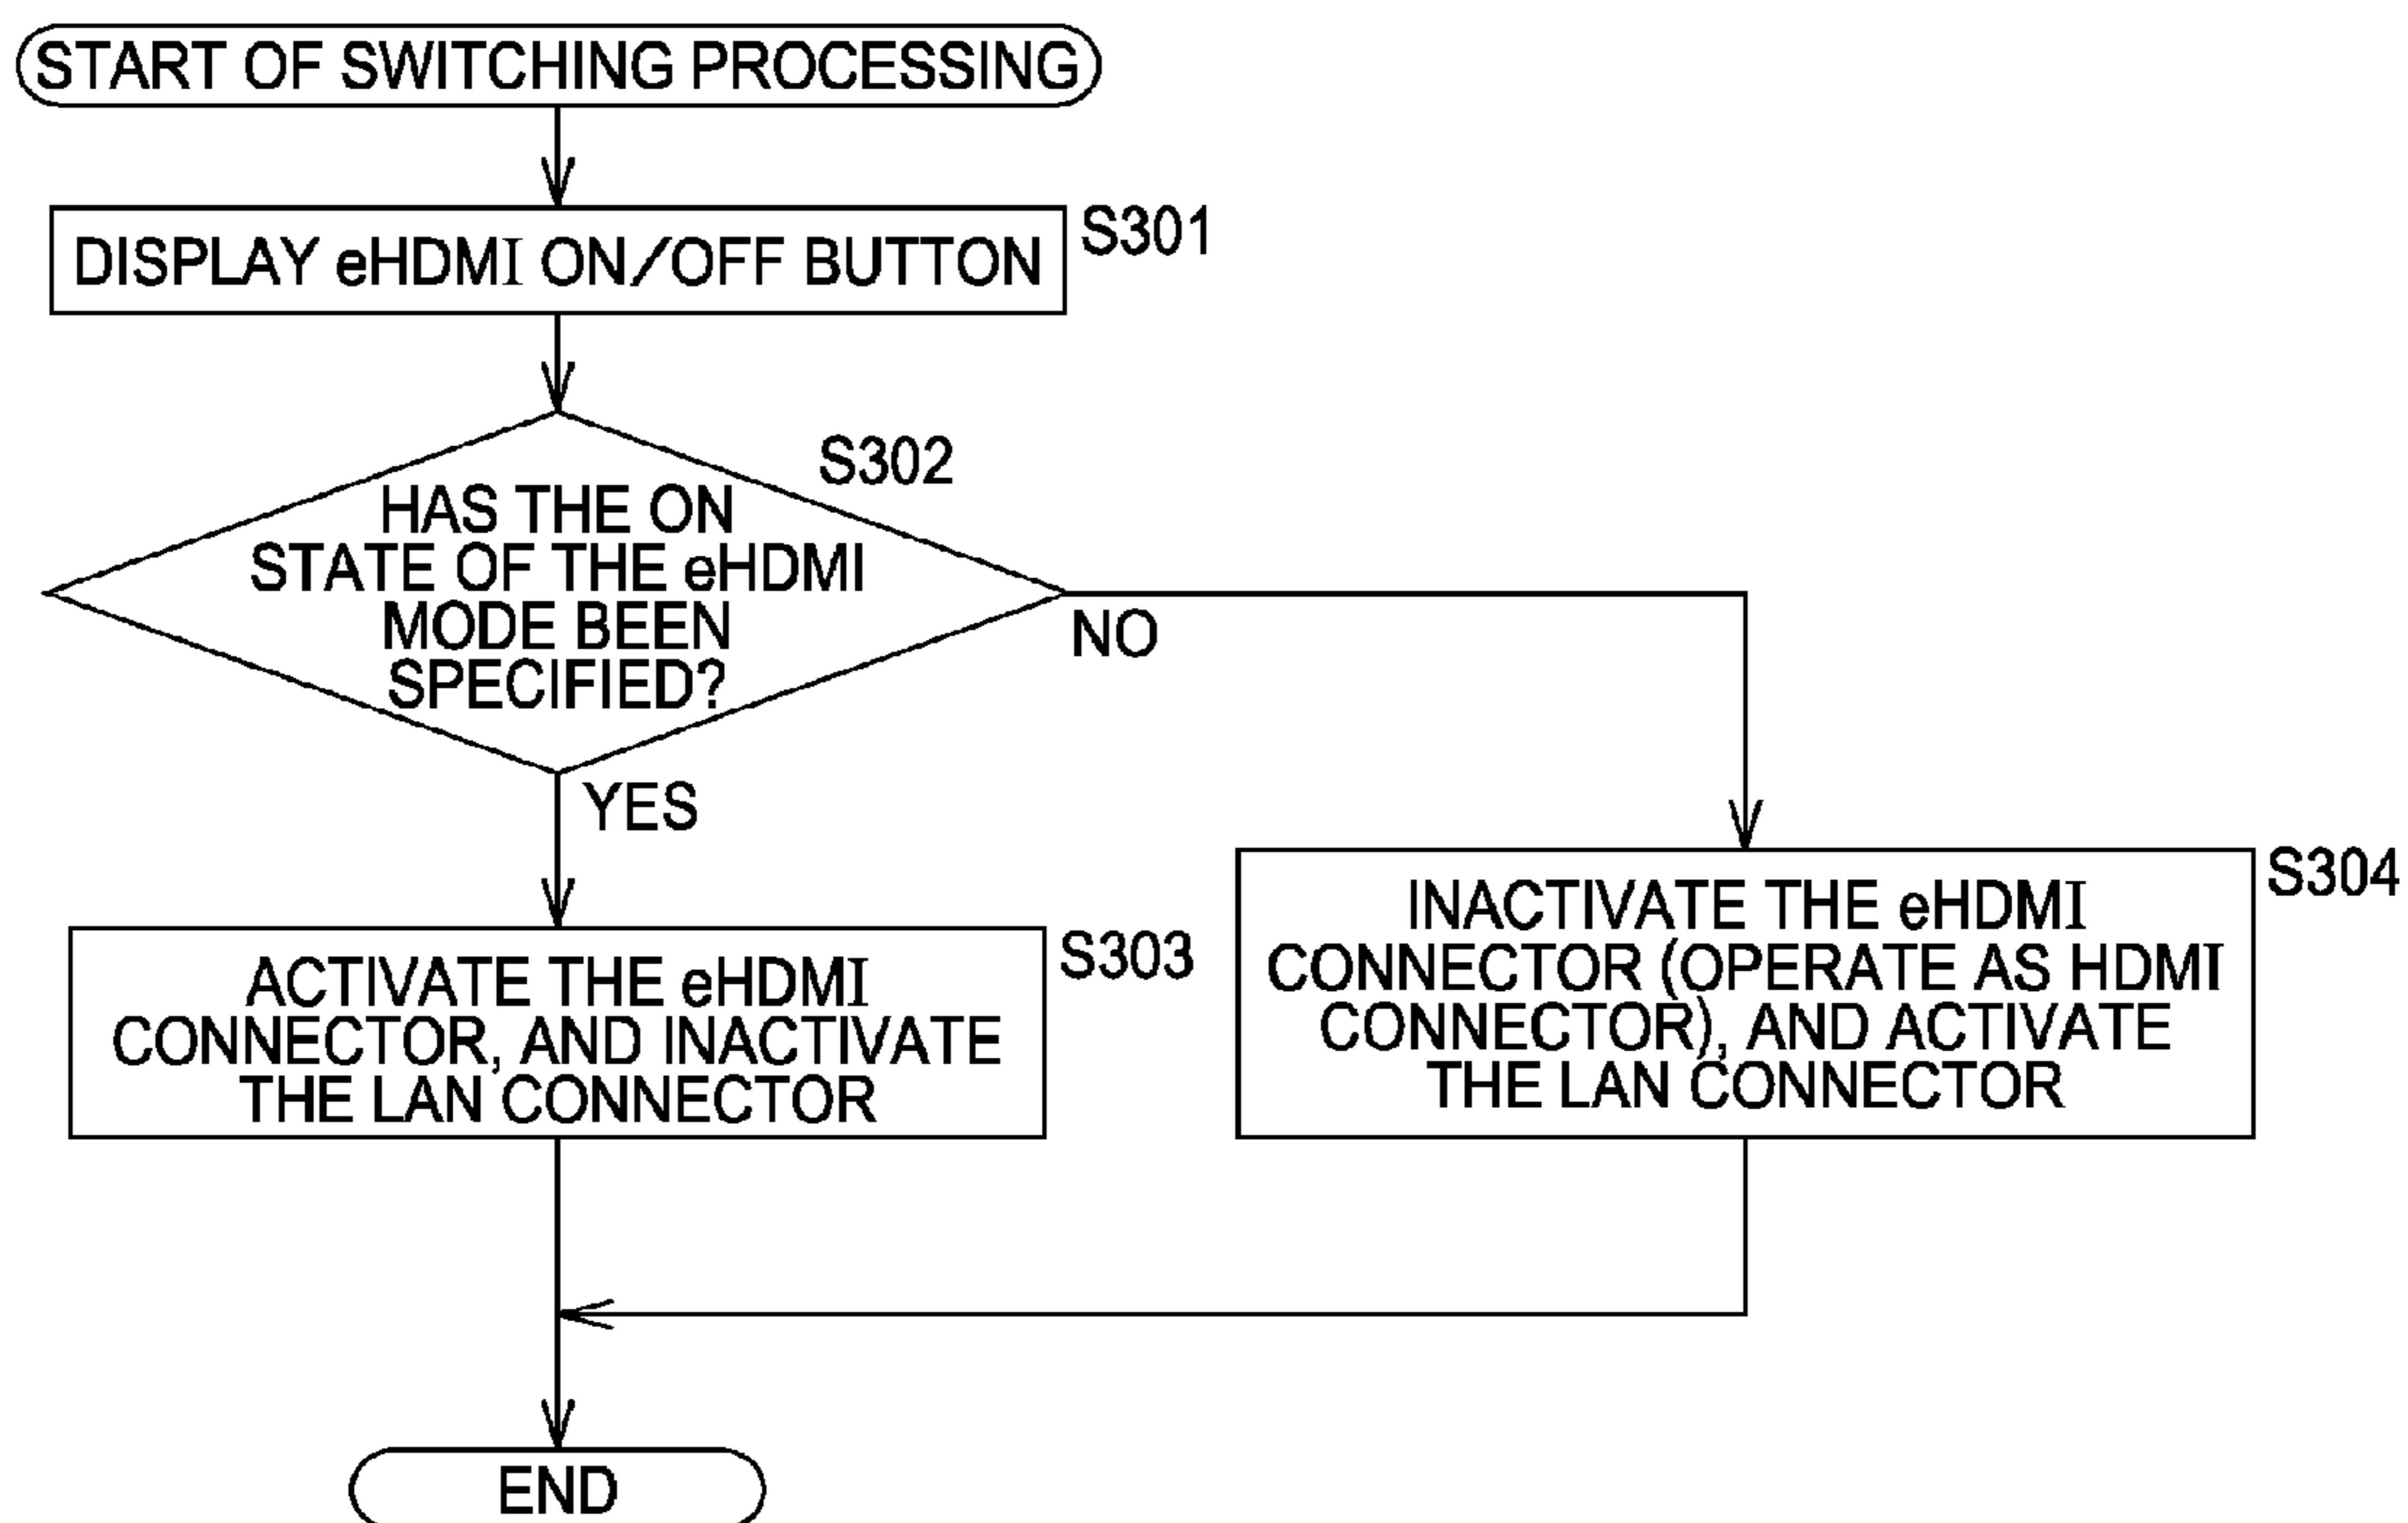 START OF SWITCHING PROCESSING
DISPLAY eHDMI ON/OFF BUTTON
S301
S302
HAS THE ON
STATE OF THE eHDMI
MODE BEEN
SPECIFIED?
NO
YES
S303
ACTIVATE THE eHDMI
CONNECTOR, AND INACTIVATE
THE LAN CONNECTOR
S304
INACTIVATE THE eHDMI
CONNECTOR (OPERATE AS HDMI
CONNECTOR), AND ACTIVATE
THE LAN CONNECTOR
END